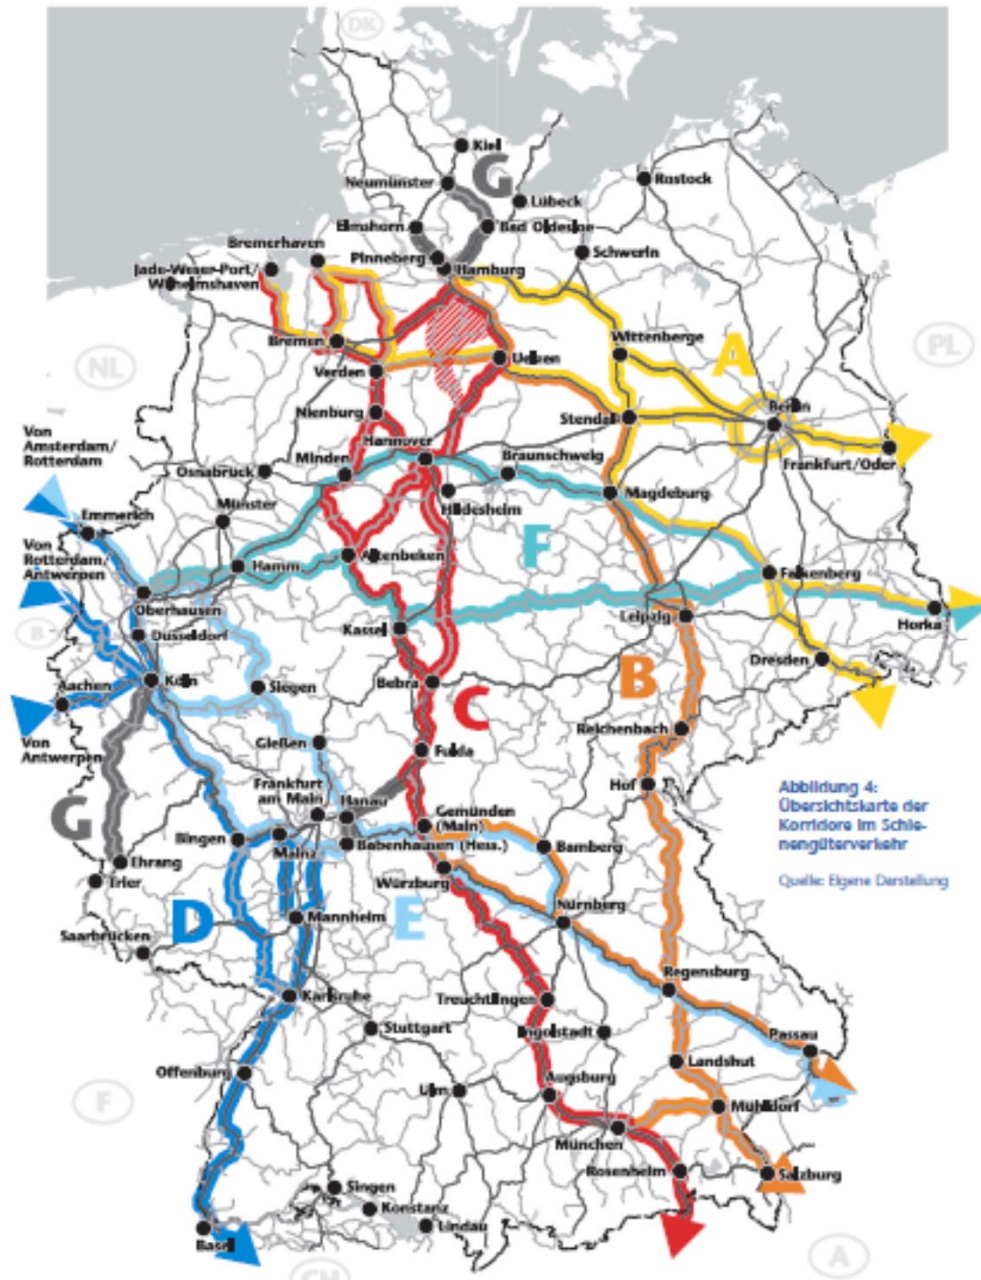 DK
Kiel
G
Neumünster
Rostock
Lübeck
Elmshorn
Bad Oldesloe
Bremerhaven
Pinneberg
Schwerin
Jade-Weser-Port/
Wilhelmshaven
Hamburg
Bremen
Wittenberge
A
PL
NL
Uelzen
Verden
Berlin
Nienburg
Stendal
Von
Amsterdam/
Rotterdam
Hannover
Minden
Braunschweig
Frankfurt/Oder
Osnabrück
Magdeburg
Münster
Hildesheim
Emmerich
Von
Rotterdam/
Antwerpen
F
Altenbeken
Hamm
Falkenberg
Oberhausen
Leipzig
Horka
B
Düsseldorf
Kassel
Dresden
Köln
Aachen
Siegen
Bebra
B
C
Von
Antwerpen
Reichenbach
Gießen
Fulda
Frankfurt
am Main
Hanau
Hof
Abbildung 4:
Übersichtskarte der
Korridore im Schie-
nengüterverkehr
G
Gemünden
(Main)
Bingen
Mainz
Babenhausen (Hess.)
Bamberg
Ehrang
Trier
Würzburg
Quelle: Eigene Darstellung
D
Mannheim
E
Nürnberg
Saarbrücken
Regensburg
Karlsruhe
Treuchtlingen
Stuttgart
Ingolstadt
Passau
Offenburg
Landshut
F
Ulm
Augsburg
Mühldorf
München
Rosenheim
Salzburg
Singen
Konstanz
Lindau
Basel
A
CH